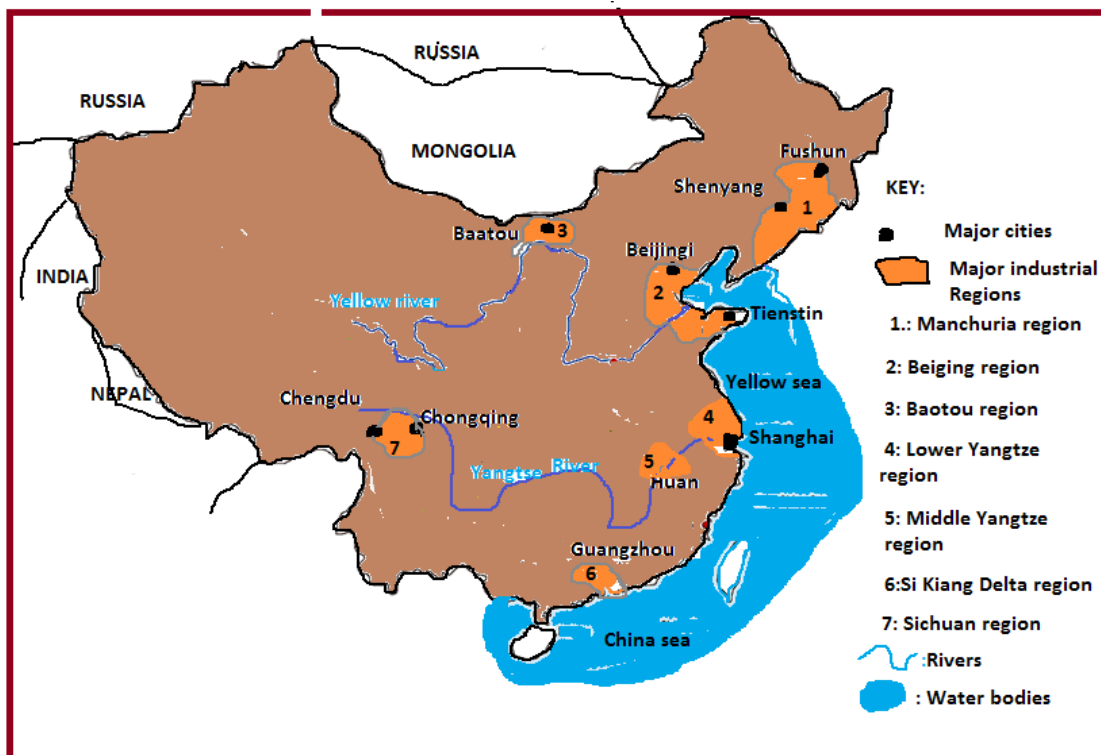 RUSSIA
RUSSIA
MONGOLIA
INDIA
NEPAL
Fushun
Shenyang
1
Baatou
3
Beijingi
2
Tienstin
Yellow river
Yellow sea
Chengdu
Chongqing
7
4
Shanghai
5
Huan
Yangtse River
Guangzhou
6
China sea
KEY:
Major cities
Major industrial
Regions
1.: Manchuria region
2: Beiging region
3: Baotou region
4: Lower Yangtze
region
5: Middle Yangtze
region
6:Si Kiang Delta region
7: Sichuan region
:Rivers
: Water bodies